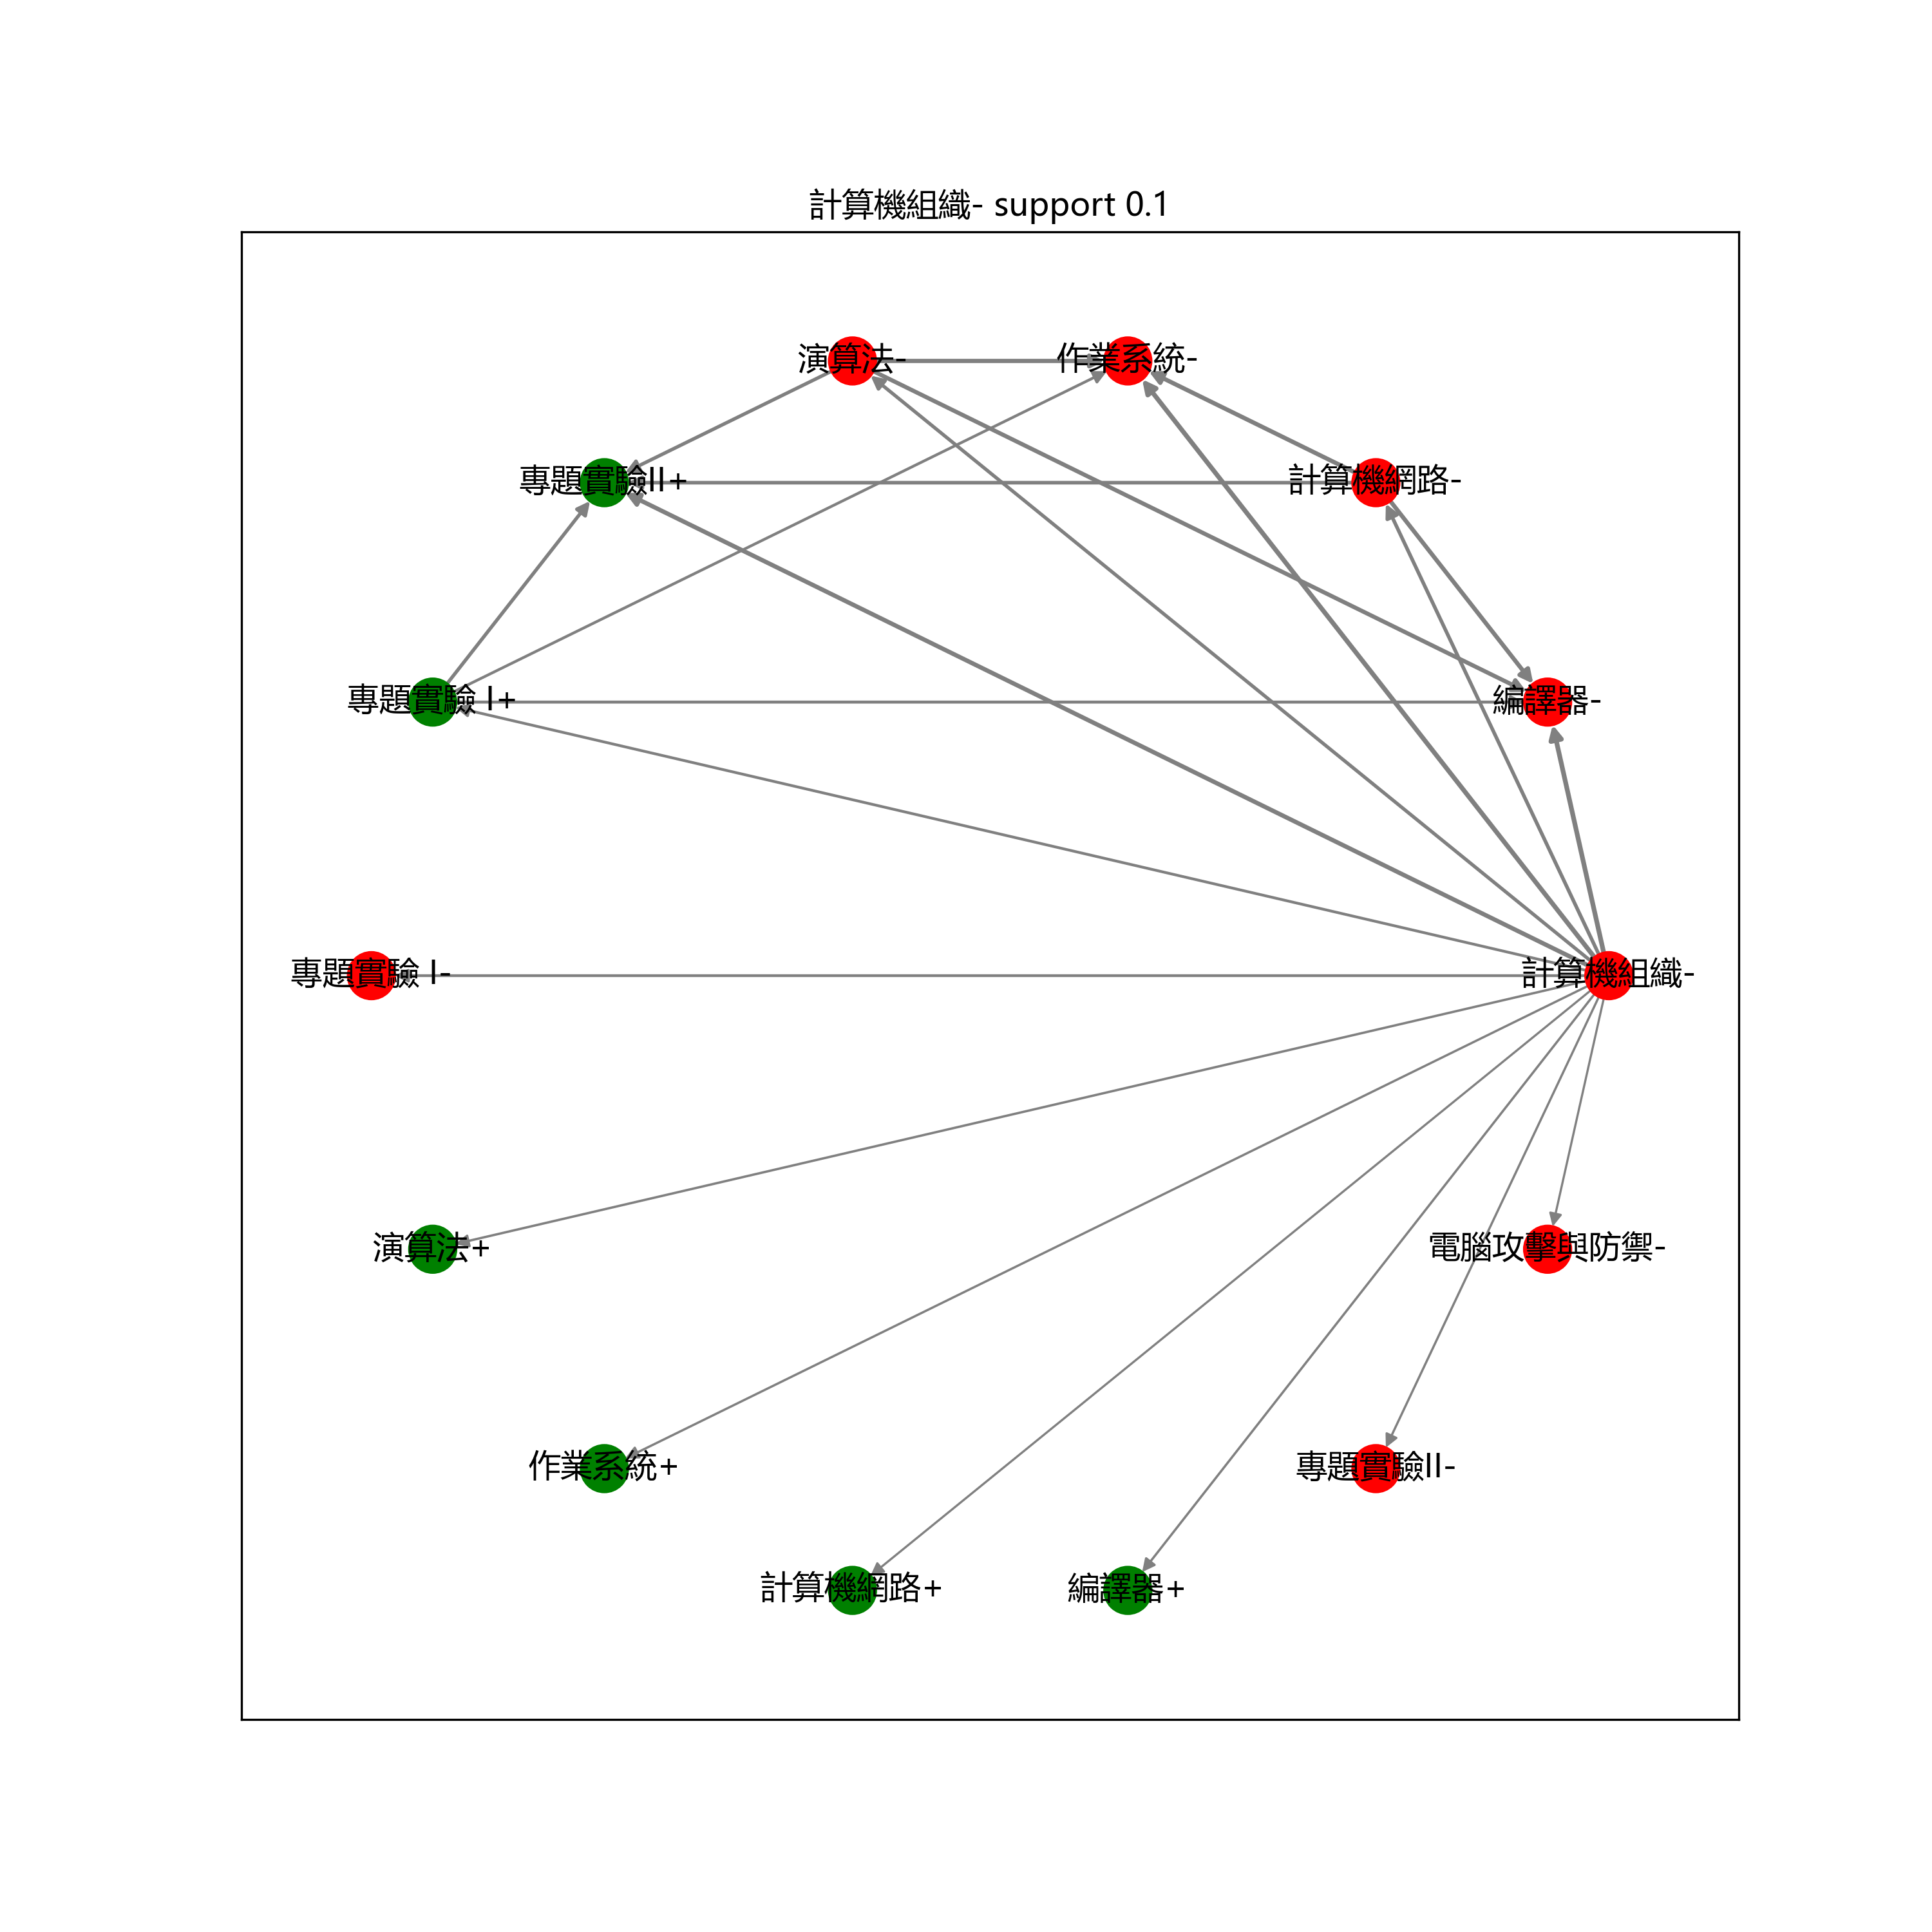 計算機組織- support 0.1
演算法-
作業系統-
專題實驗II+
計算機網路-
專題實驗 I+
編譯器-
專題實驗 I-
計算機組織-
演算法+
電腦攻擊與防禦-
作業系統+
專題實驗II-
計算機網路+
編譯器+